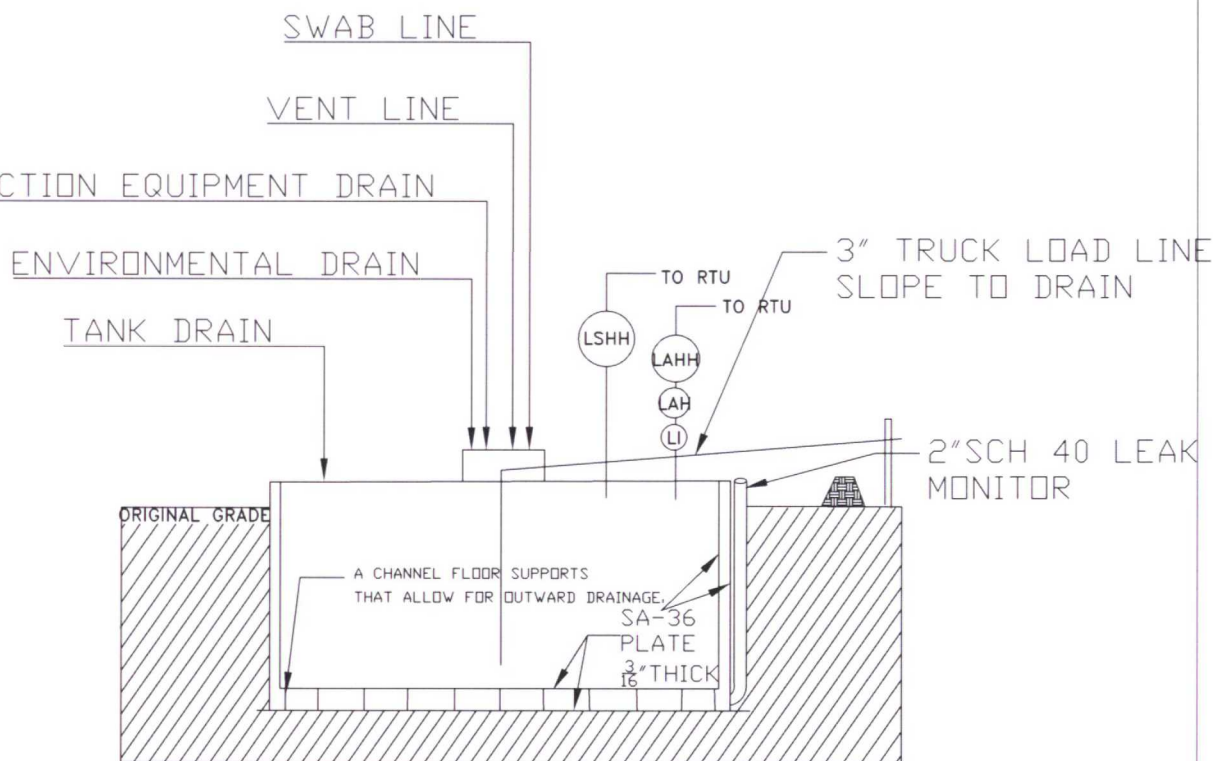 SWAB LINE
VENT LINE
EQUIPMENT DRAIN
ENVIRONMENTAL DRAIN
TANK DRAIN
TO RTU
TO RTU
LSHH
LAHH
LAH
LI
3" TRUCK LOAD LINE
SLOPE TO DRAIN
2"SCH 40 LEAK
MONITOR
ORIGINAL GRADE
A CHANNEL FLOOR SUPPORTS
THAT ALLOW FOR OUTWARD DRAINAGE.
SA-36
PLATE
3/16" THICK